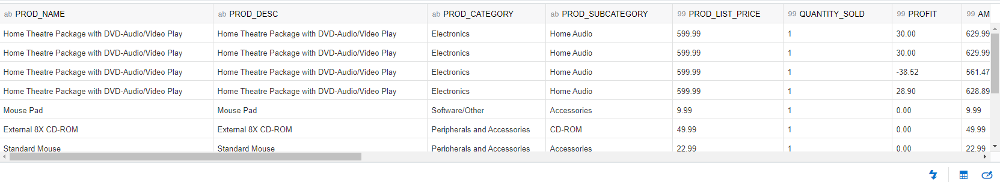 ab PROD_NAME ab PROD_DESC ab PROD_CATEGORY ab PROD_SUBCATEGORY 99 PROD_LIST_PRICE 99 QUANTITY_SOLD 99 PROFIT 99 AM
Home Theatre Package with DVD-Audio/Video Play Home Theatre Package with DVD-Audio/Video Play Electronics Home Audio 599.99 1 30.00 629.99
Home Theatre Package with DVD-Audio/Video Play Home Theatre Package with DVD-Audio/Video Play Electronics Home Audio 599.99 1 30.00 629.99
Home Theatre Package with DVD-Audio/Video Play Home Theatre Package with DVD-Audio/Video Play Electronics Home Audio 599.99 1 -38.52 561.47
Home Theatre Package with DVD-Audio/Video Play Home Theatre Package with DVD-Audio/Video Play Electronics Home Audio 599.99 1 28.90 628.89
Mouse Pad Mouse Pad Software/Other Accessories 9.99 1 0.00 9.99
External 8X CD-ROM External 8X CD-ROM Peripherals and Accessories CD-ROM 49.99 1 0.00 49.99
Standard Mouse Standard Mouse Peripherals and Accessories Accessories 22.99 1 0.00 22.99